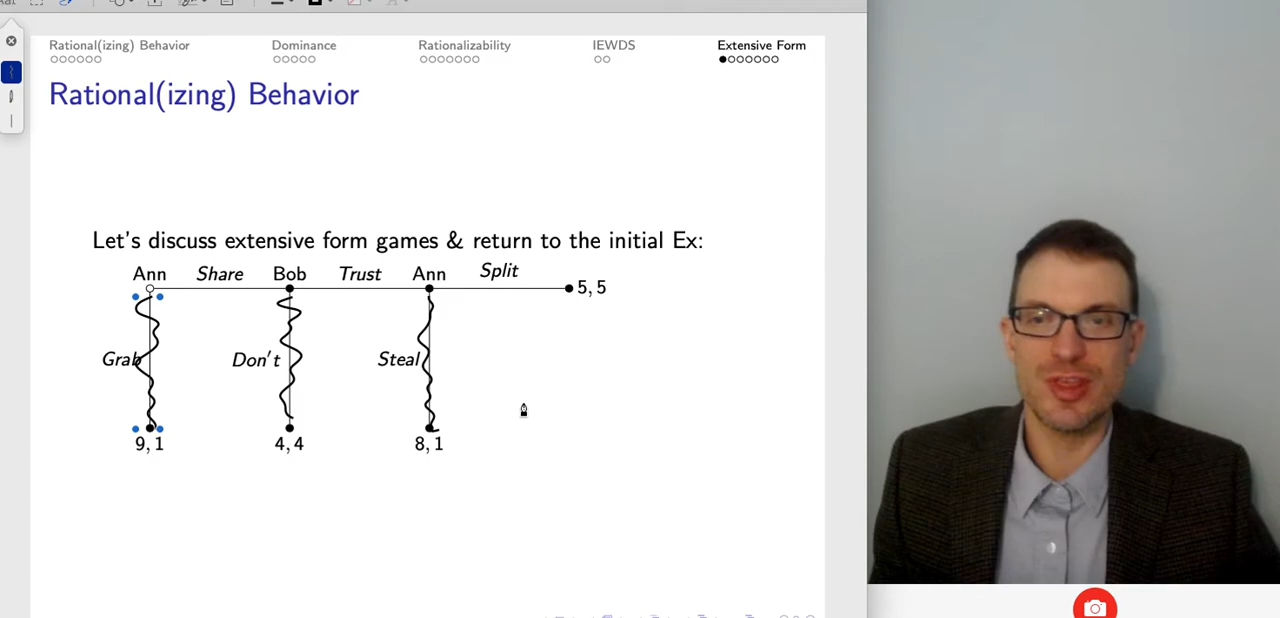 Rational(izing) Behavior Dominance Rationalizability IEWDS Extensive Form
Rational(izing) Behavior
Let's discuss extensive form games & return to the initial Ex:
Ann Share Bob Trust Ann Split
5, 5
Grab Don't Steal
9, 1 4, 4 8, 1